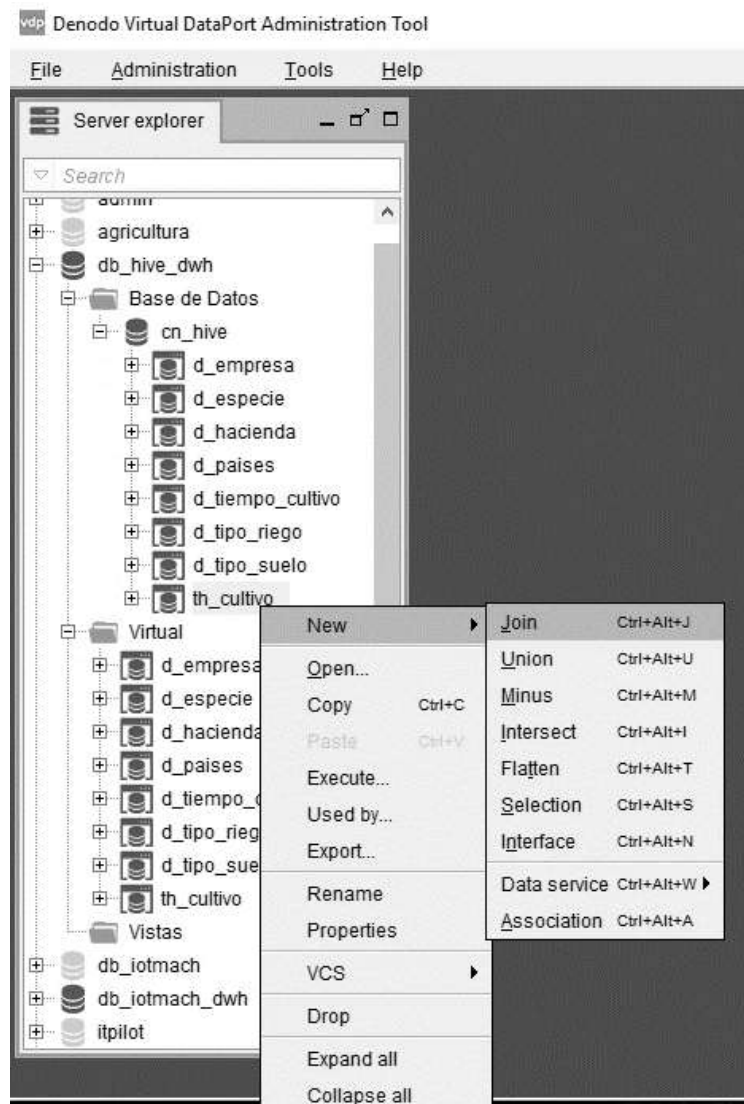 vdp Denodo Virtual DataPort Administration Tool
File Administration Tools Help
Server explorer
Search
admin
agricultura
db_hive_dwh
Base de Datos
cn_hive
d_empresa
d_especie
d_hacienda
d_paises
d_tiempo_cultivo
d_tipo_riego
d_tipo_suelo
th_cultivo
Virtual
d_empresa
d_especie
d_hacienda
d_paises
d_tiempo_c
d_tipo_rieg
d_tipo_sue
th_cultivo
Vistas
db_iotmach
db_iotmach_dwh
itpilot
New
Open...
Copy Ctrl+C
Paste Ctrl+V
Execute...
Used by...
Export...
Rename
Properties
VCS
Drop
Expand all
Collapse all
Join Ctrl+Alt+J
Union Ctrl+Alt+U
Minus Ctrl+Alt+M
Intersect Ctrl+Alt+I
Flatten Ctrl+Alt+T
Selection Ctrl+Alt+S
Interface Ctrl+Alt+N
Data service Ctrl+Alt+W
Association Ctrl+Alt+A